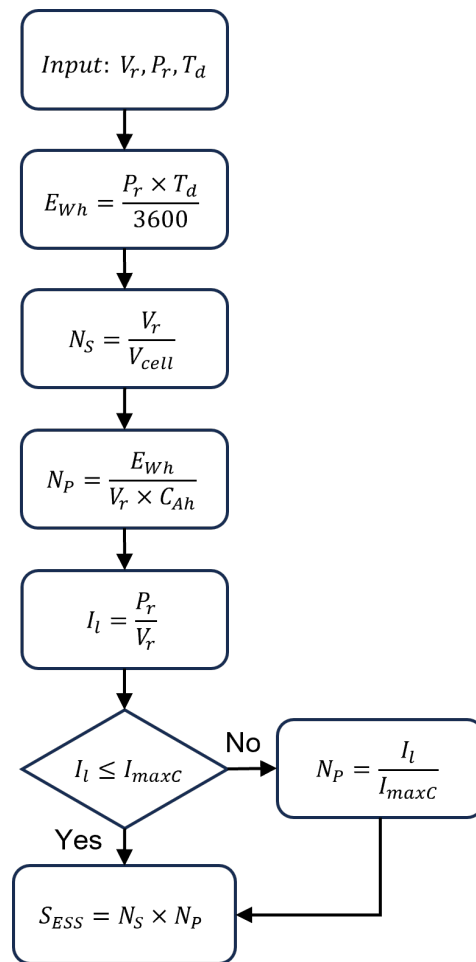 Input: V_r, P_r, T_d
E_Wh = (P_r × T_d) / 3600
N_S = V_r / V_cell
N_P = E_Wh / (V_r × C_Ah)
I_l = P_r / V_r
I_l ≤ I_maxC
No
N_P = I_l / I_maxC
Yes
S_ESS = N_S × N_P